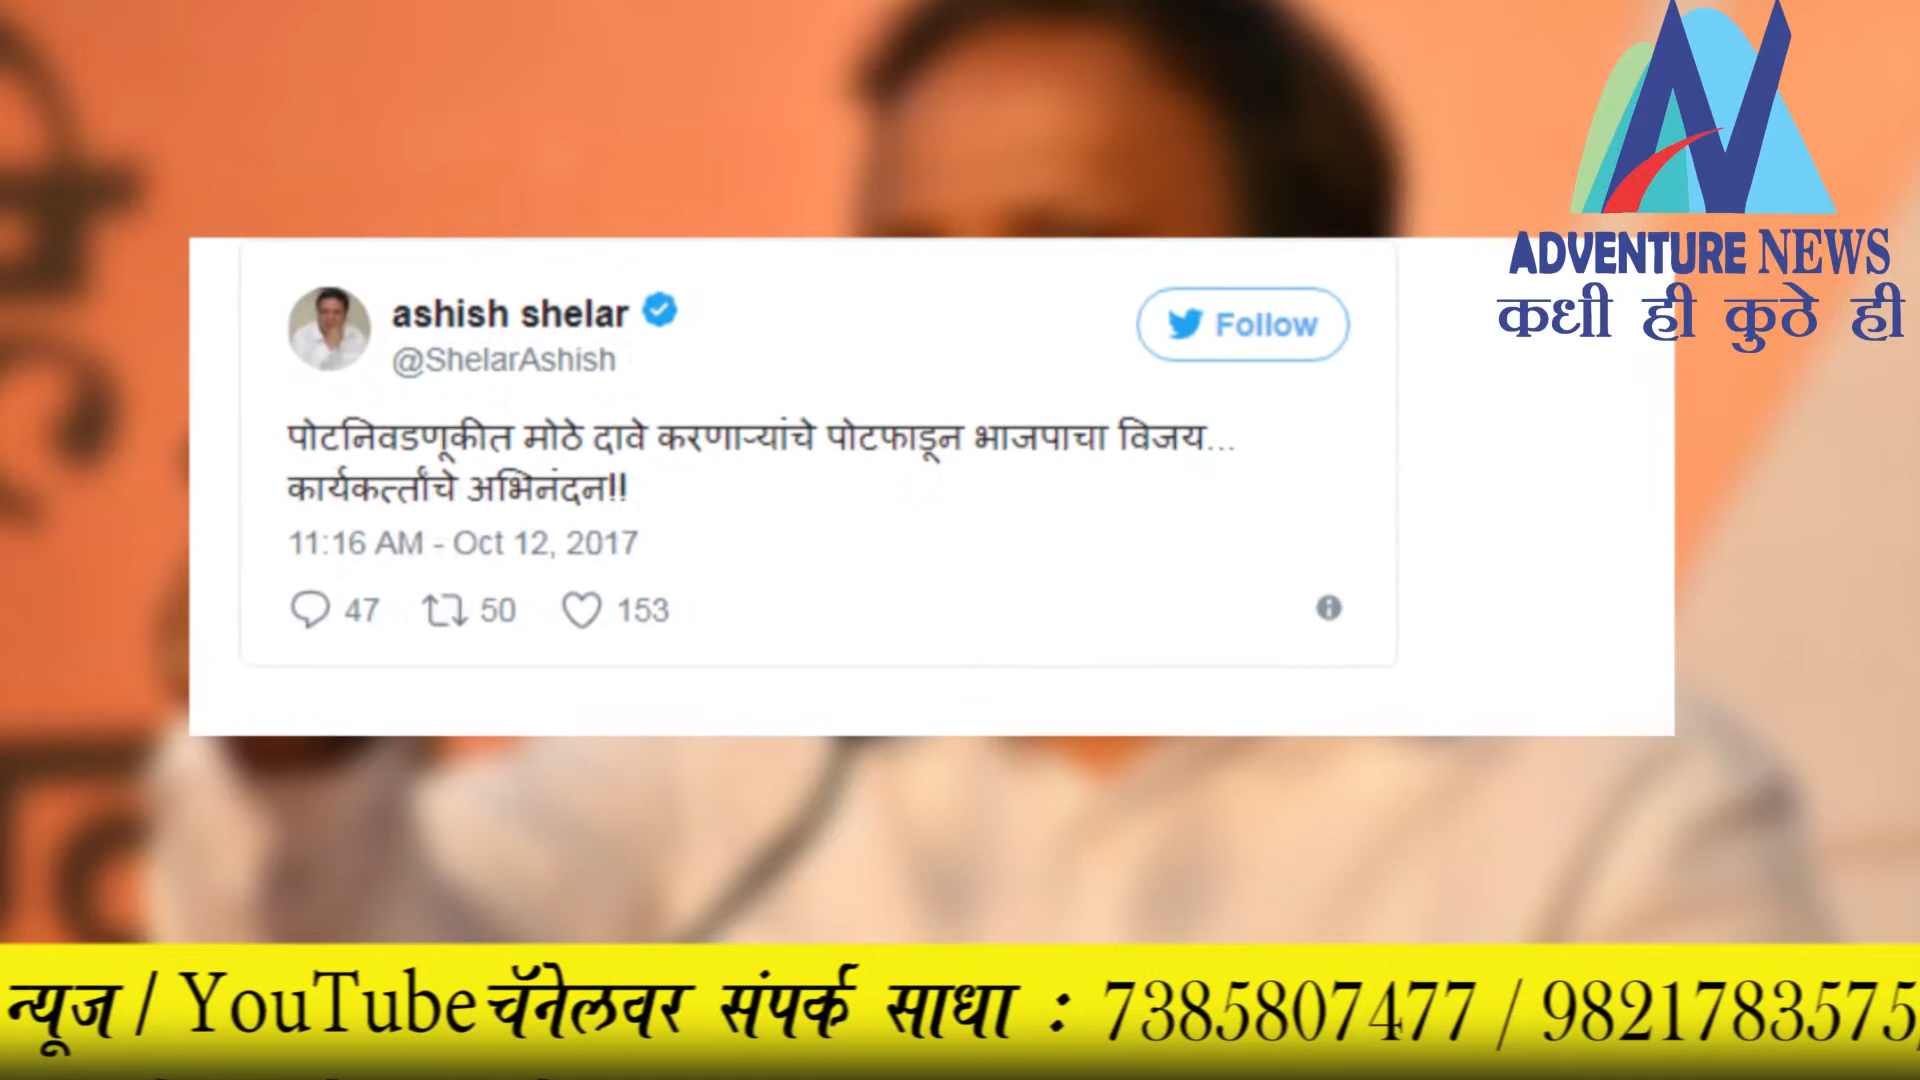 ADVENTURE NEWS
कधी ही कुठे ही
ashish shelar
@ShelarAshish
Follow
पोटनिवडणूकीत मोठे दावे करणाऱ्यांचे पोटफाडून भाजपाचा विजय...
कार्यकर्त्तांचे अभिनंदन!!
11:16 AM - Oct 12, 2017
47 50 153
न्यूज / YouTube चॅनेलवर संपर्क साधा : 7385807477 / 9821783575,